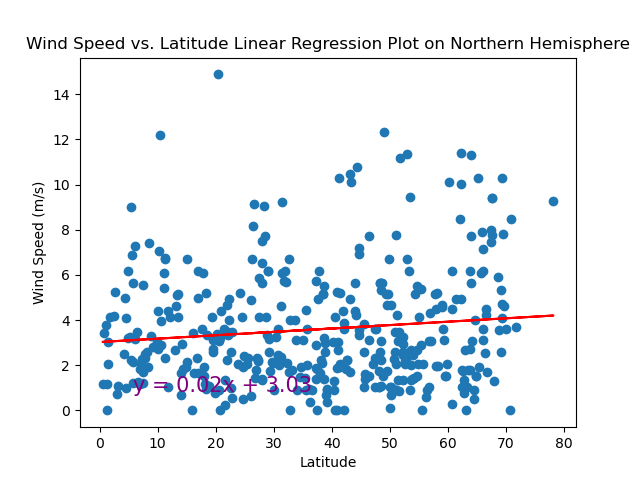 Wind Speed vs. Latitude Linear Regression Plot on Northern Hemisphere
14
12
10
8
6
4
2
0
Wind Speed (m/s)
y = 0.02x + 3.03
0 10 20 30 40 50 60 70 80
Latitude